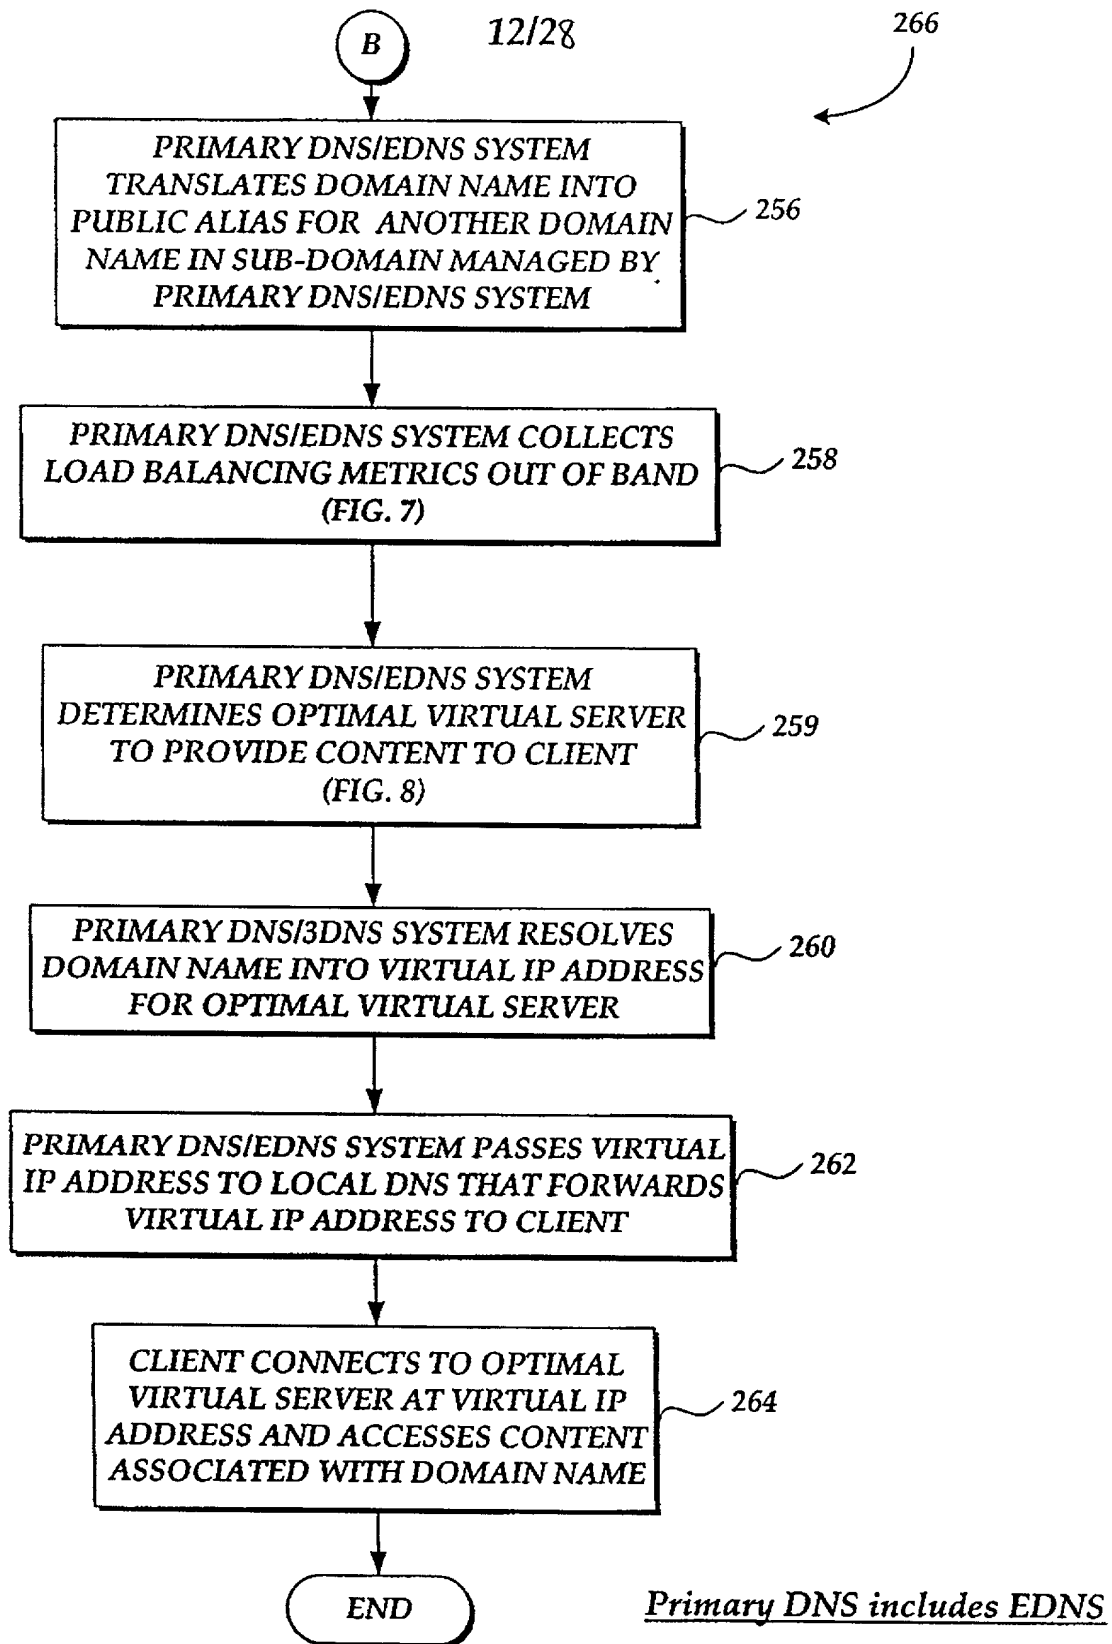 B
12/28
266
PRIMARY DNS/EDNS SYSTEM
TRANSLATES DOMAIN NAME INTO
PUBLIC ALIAS FOR ANOTHER DOMAIN
NAME IN SUB-DOMAIN MANAGED BY
PRIMARY DNS/EDNS SYSTEM
256
PRIMARY DNS/EDNS SYSTEM COLLECTS
LOAD BALANCING METRICS OUT OF BAND
(FIG. 7)
258
PRIMARY DNS/EDNS SYSTEM
DETERMINES OPTIMAL VIRTUAL SERVER
TO PROVIDE CONTENT TO CLIENT
(FIG. 8)
259
PRIMARY DNS/3DNS SYSTEM RESOLVES
DOMAIN NAME INTO VIRTUAL IP ADDRESS
FOR OPTIMAL VIRTUAL SERVER
260
PRIMARY DNS/EDNS SYSTEM PASSES VIRTUAL
IP ADDRESS TO LOCAL DNS THAT FORWARDS
VIRTUAL IP ADDRESS TO CLIENT
262
CLIENT CONNECTS TO OPTIMAL
VIRTUAL SERVER AT VIRTUAL IP
ADDRESS AND ACCESSES CONTENT
ASSOCIATED WITH DOMAIN NAME
264
END
Primary DNS includes EDNS